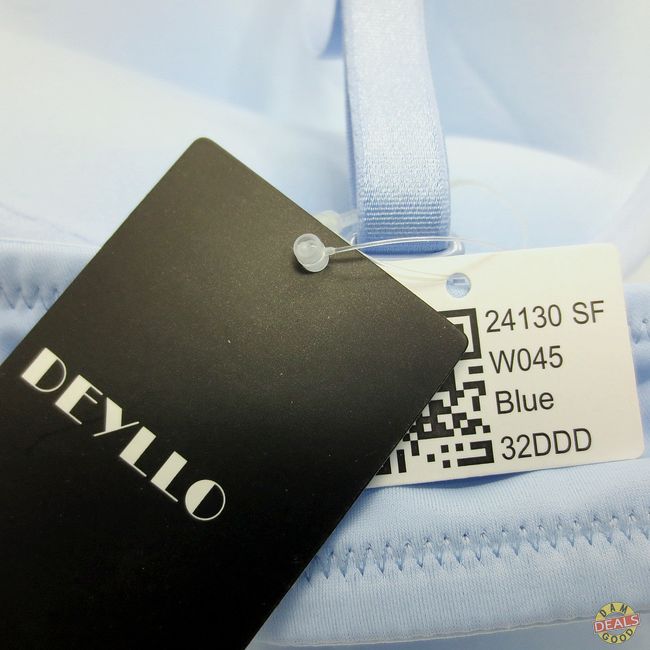 DEYLLO
24130 SF
W045
Blue
32DDD
DAM
GOOD
DEALS